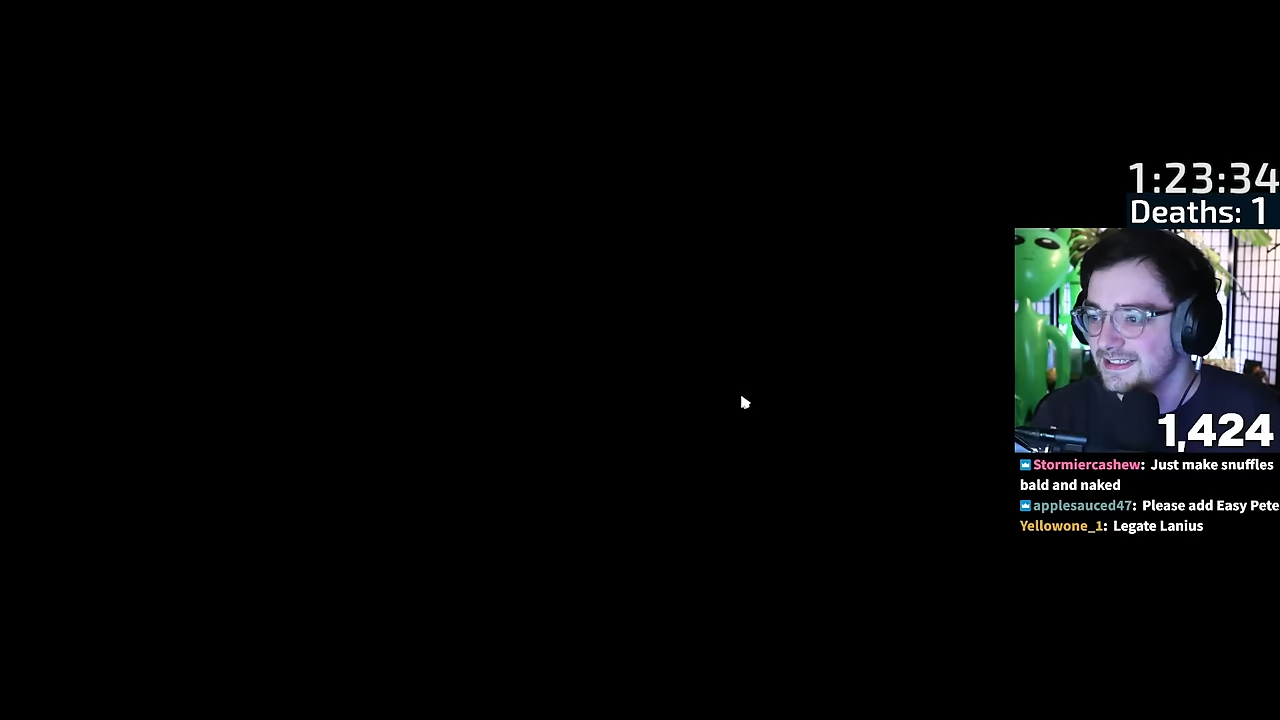 1:23:34
Deaths: 1
1,424
Stormiercashew: Just make snuffles
bald and naked
applesauced47: Please add Easy Pete
Yellowone_1: Legate Lanius